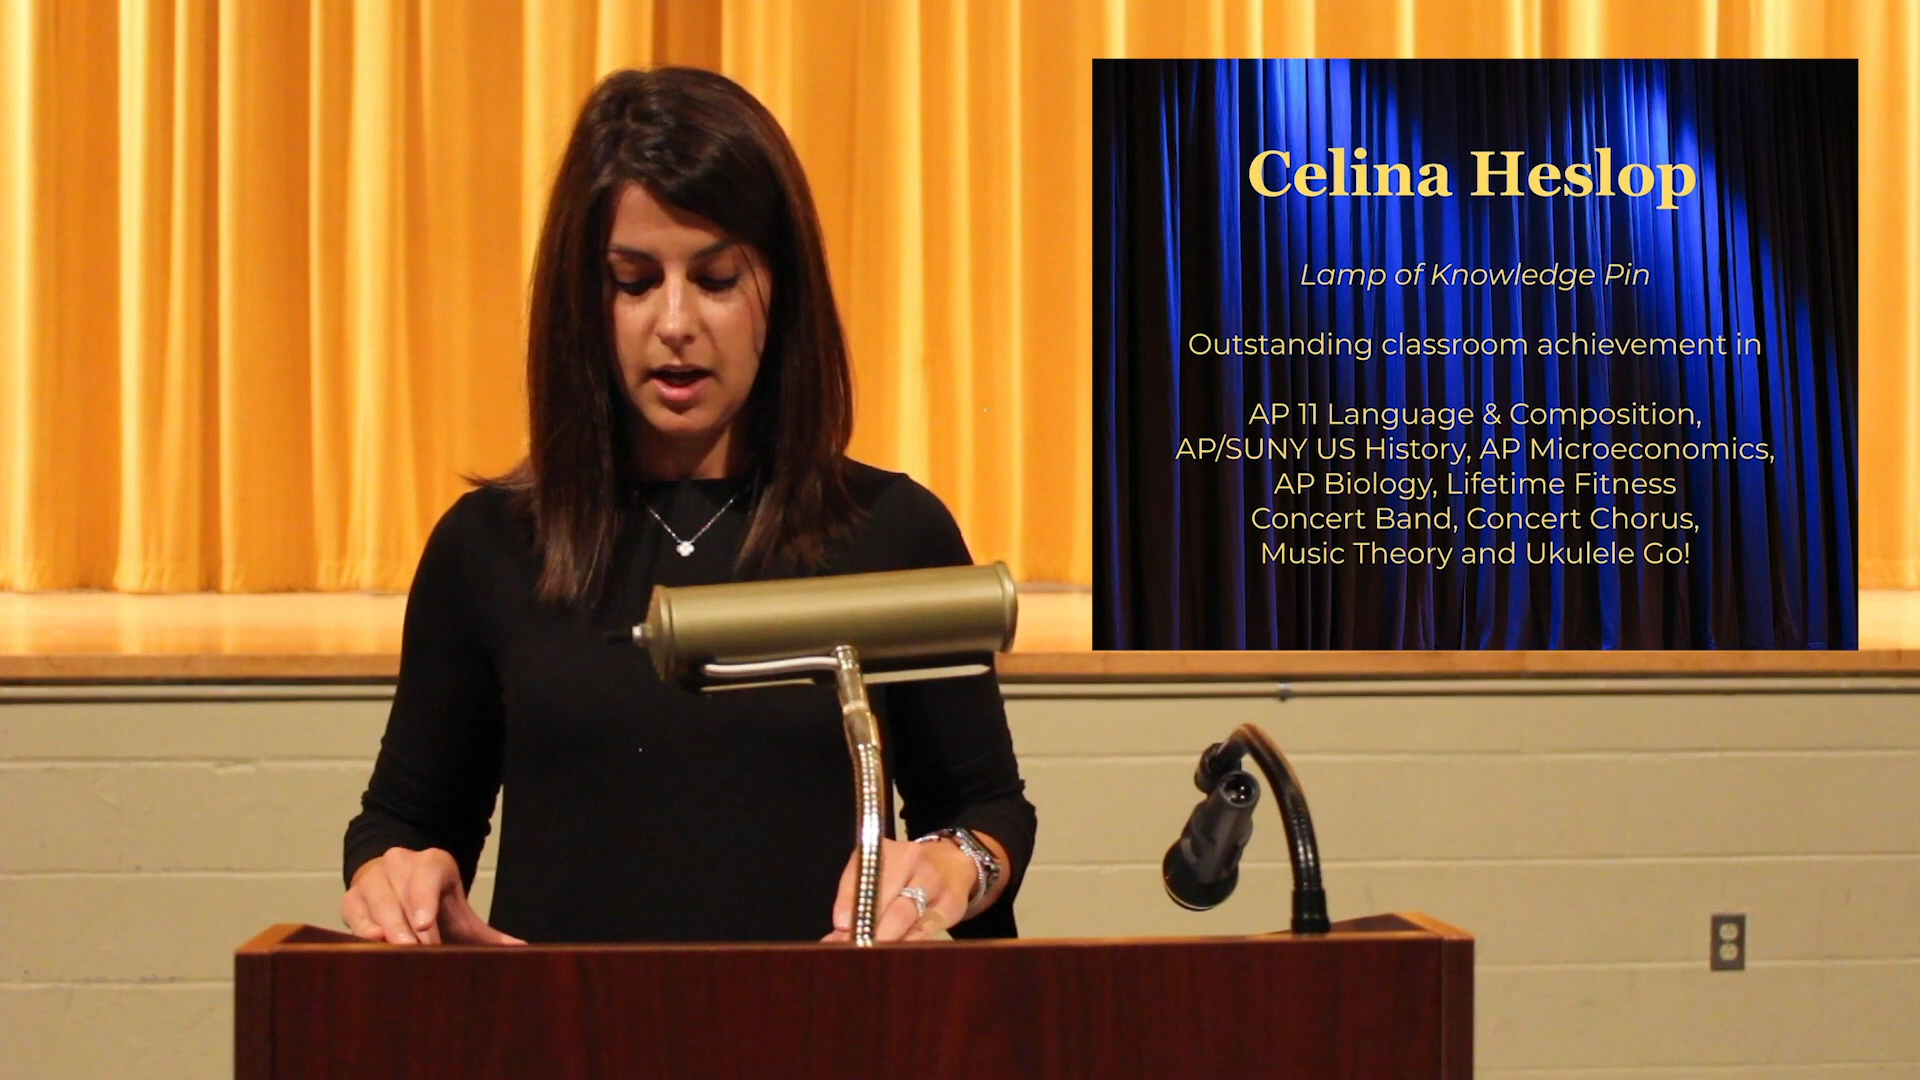 Celina Heslop
Lamp of Knowledge Pin
Outstanding classroom achievement in
AP 11 Language & Composition,
AP/SUNY US History, AP Microeconomics,
AP Biology, Lifetime Fitness
Concert Band, Concert Chorus,
Music Theory and Ukulele Go!